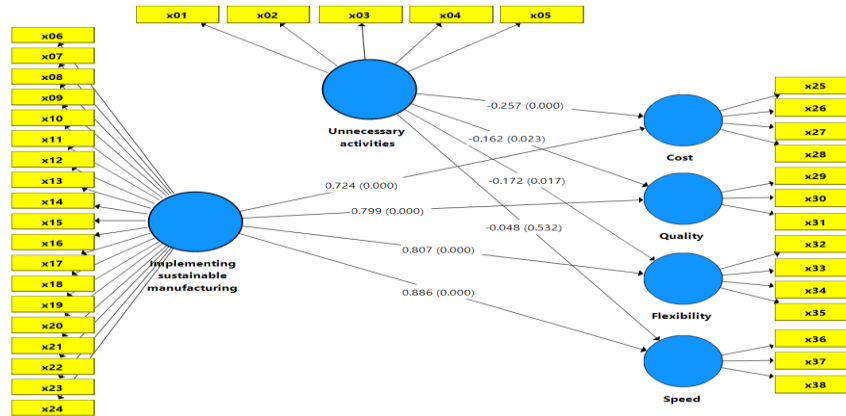 x01
x02
x03
x04
x05
x06
x07
x08
x09
x10
x11
x12
x13
x14
x15
x16
x17
x18
x19
x20
x21
x22
x23
x24
Unnecessary
activities
Implementing
sustainable
manufacturing
-0.257 (0.000)
-0.162 (0.023)
-0.172 (0.017)
-0.048 (0.532)
0.724 (0.000)
0.799 (0.000)
0.807 (0.000)
0.886 (0.000)
Cost
Quality
Flexibility
Speed
x25
x26
x27
x28
x29
x30
x31
x32
x33
x34
x35
x36
x37
x38